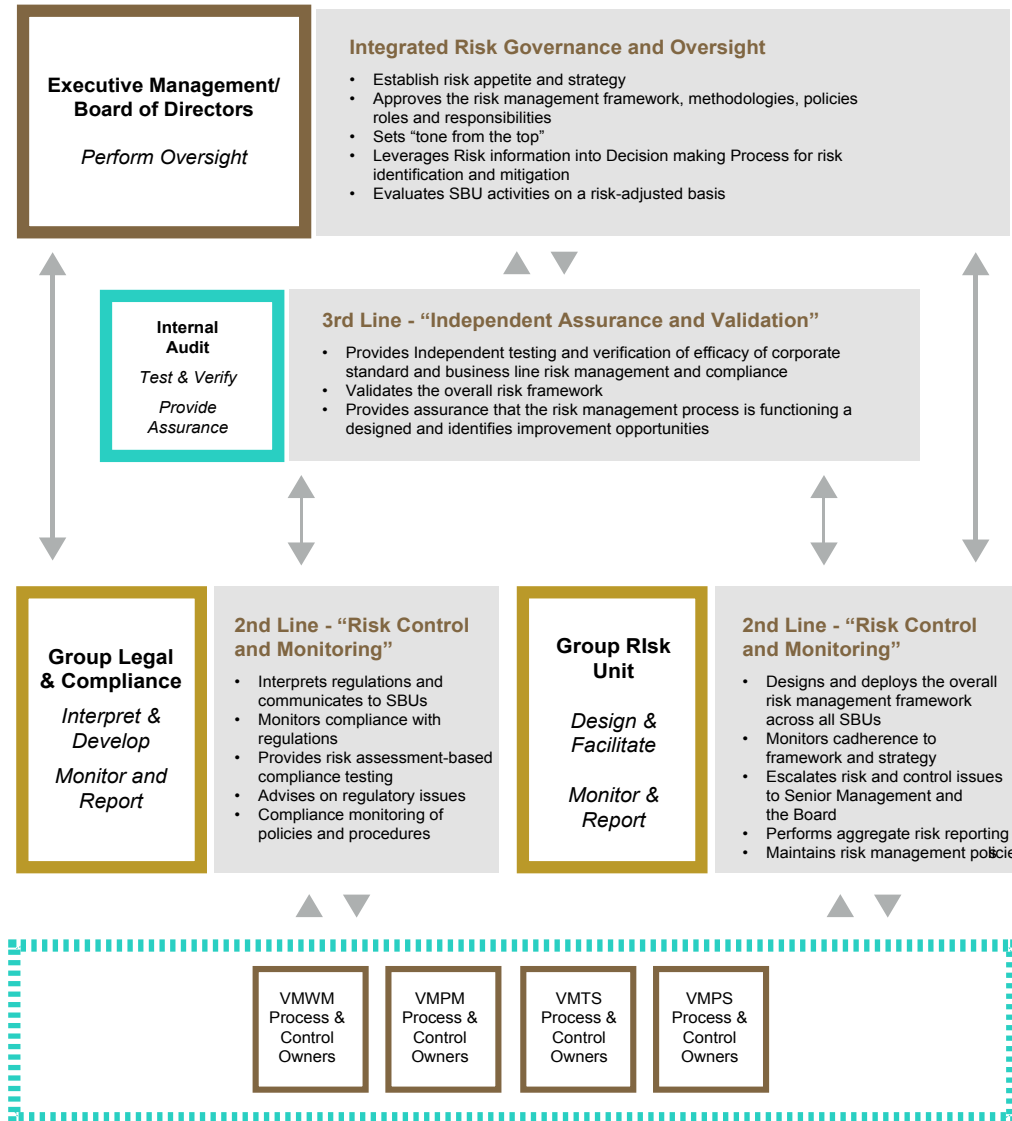 Executive Management/
Board of Directors
Perform Oversight
Integrated Risk Governance and Oversight
• Establish risk appetite and strategy
• Approves the risk management framework, methodologies, policies
roles and responsibilities
• Sets “tone from the top”
• Leverages Risk information into Decision making Process for risk
identification and mitigation
• Evaluates SBU activities on a risk-adjusted basis
Internal
Audit
Test & Verify
Provide
Assurance
3rd Line - “Independent Assurance and Validation”
• Provides Independent testing and verification of efficacy of corporate
standard and business line risk management and compliance
• Validates the overall risk framework
• Provides assurance that the risk management process is functioning a
designed and identifies improvement opportunities
Group Legal
& Compliance
Interpret &
Develop
Monitor and
Report
2nd Line - “Risk Control
and Monitoring”
• Interprets regulations and
communicates to SBUs
• Monitors compliance with
regulations
• Provides risk assessment-based
compliance testing
• Advises on regulatory issues
• Compliance monitoring of
policies and procedures
Group RIsk
Unit
Design &
Facilitate
Monitor &
Report
2nd Line - “Risk Control
and Monitoring”
• Designs and deploys the overall
risk management framework
across all SBUs
• Monitors cadherence to
framework and strategy
• Escalates risk and control issues
to Senior Management and
the Board
• Performs aggregate risk reporting
• Maintains risk management
VMWM
Process &
Control
Owners
VMPM
Process &
Control
Owners
VMTS
Process &
Control
Owners
VMPS
Process &
Control
Owners